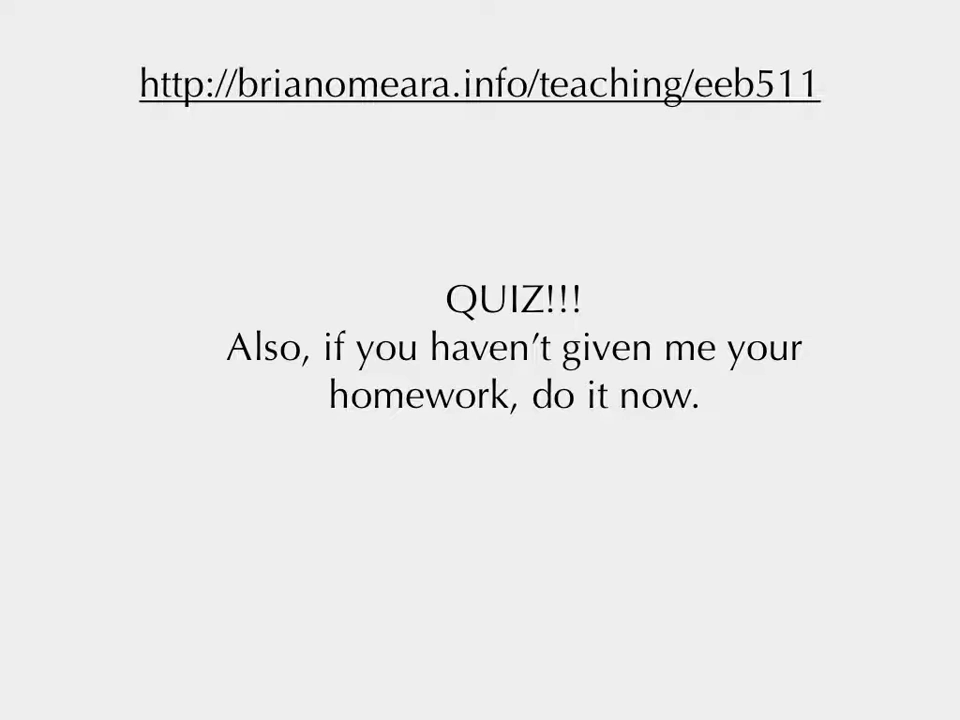 http://brianomeara.info/teaching/eeb511
QUIZ!!!
Also, if you haven’t given me your
homework, do it now.